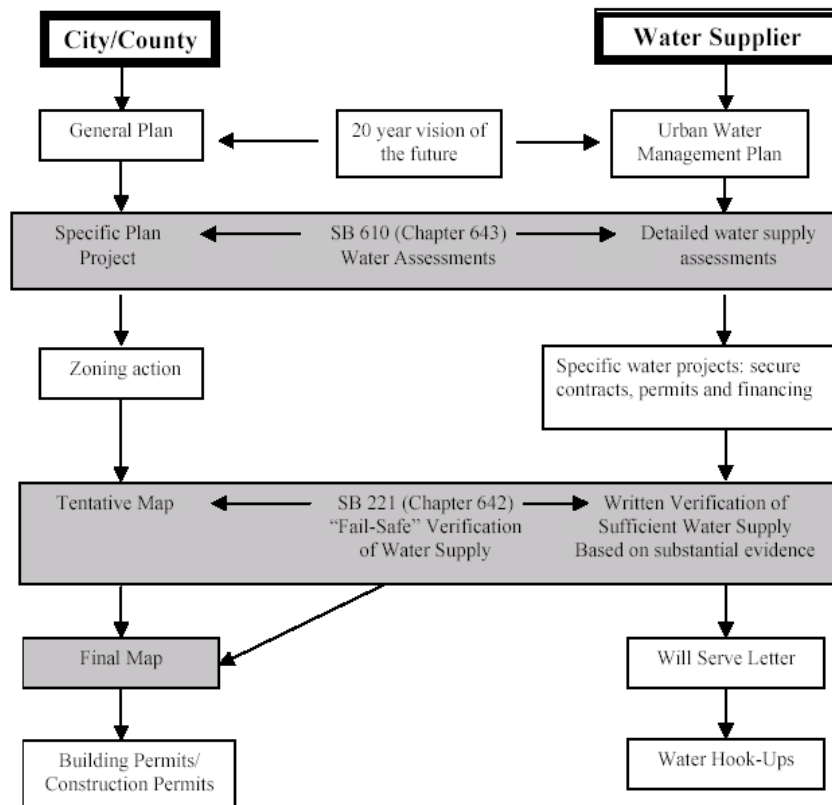 City/County
Water Supplier
General Plan
20 year vision of
the future
Urban Water
Management Plan
Specific Plan
Project
SB 610 (Chapter 643)
Water Assessments
Detailed water supply
assessments
Zoning action
Specific water projects: secure
contracts, permits and financing
Tentative Map
SB 221 (Chapter 642)
“Fail-Safe” Verification
of Water Supply
Written Verification of
Sufficient Water Supply
Based on substantial evidence
Final Map
Will Serve Letter
Building Permits/
Construction Permits
Water Hook-Ups